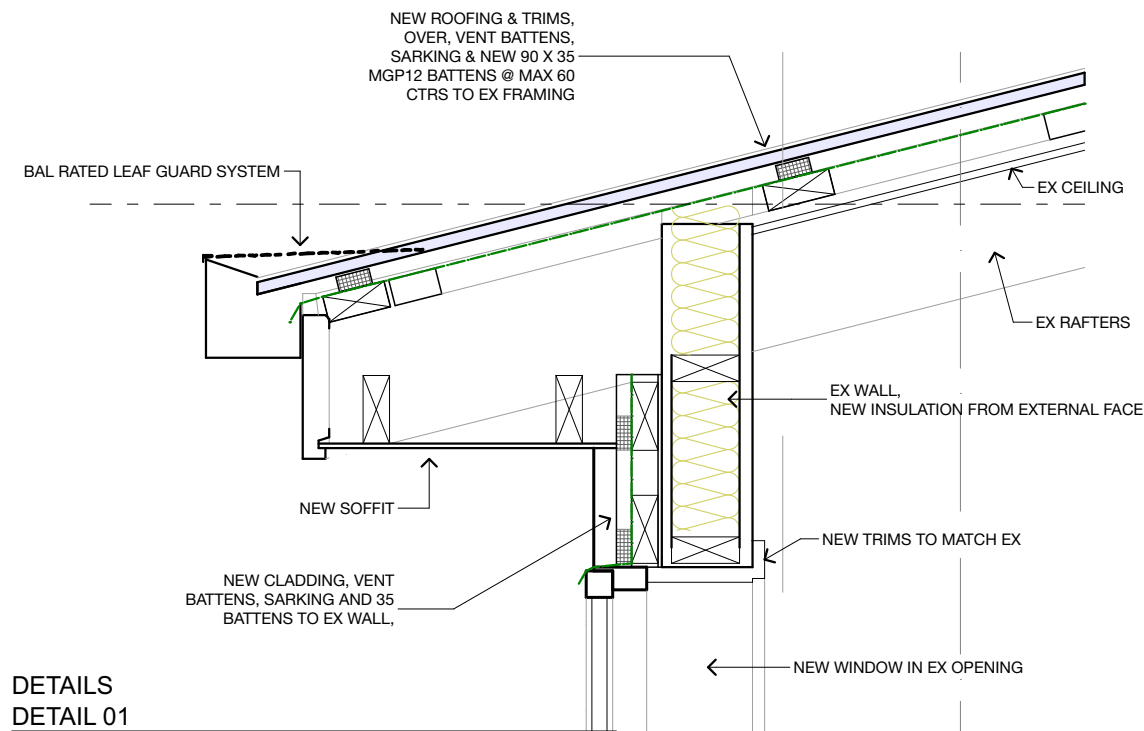 NEW ROOFING & TRIMS,
OVER, VENT BATTENS,
SARKING & NEW 90 X 35
MGP12 BATTENS @ MAX 60
CTRS TO EX FRAMING
BAL RATED LEAF GUARD SYSTEM
EX CEILING
EX RAFTERS
EX WALL,
NEW INSULATION FROM EXTERNAL FACE
NEW SOFFIT
NEW TRIMS TO MATCH EX
NEW CLADDING, VENT
BATTENS, SARKING AND 35
BATTENS TO EX WALL,
NEW WINDOW IN EX OPENING
DETAILS
DETAIL 01